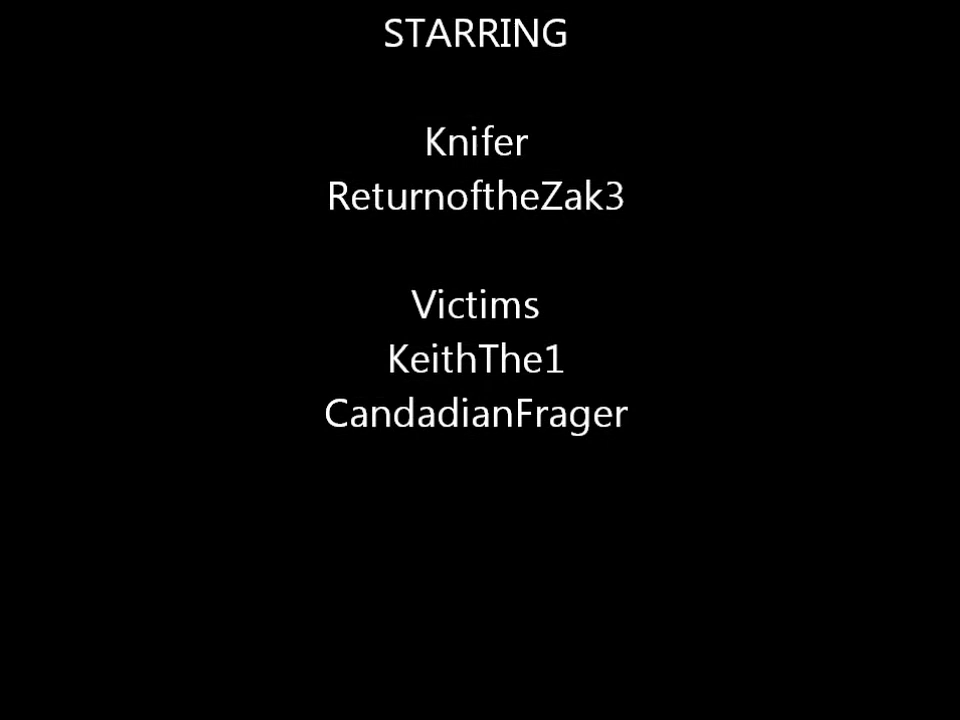 STARRING
Knifer
ReturnoftheZak3
Victims
KeithThe1
CandadianFrager